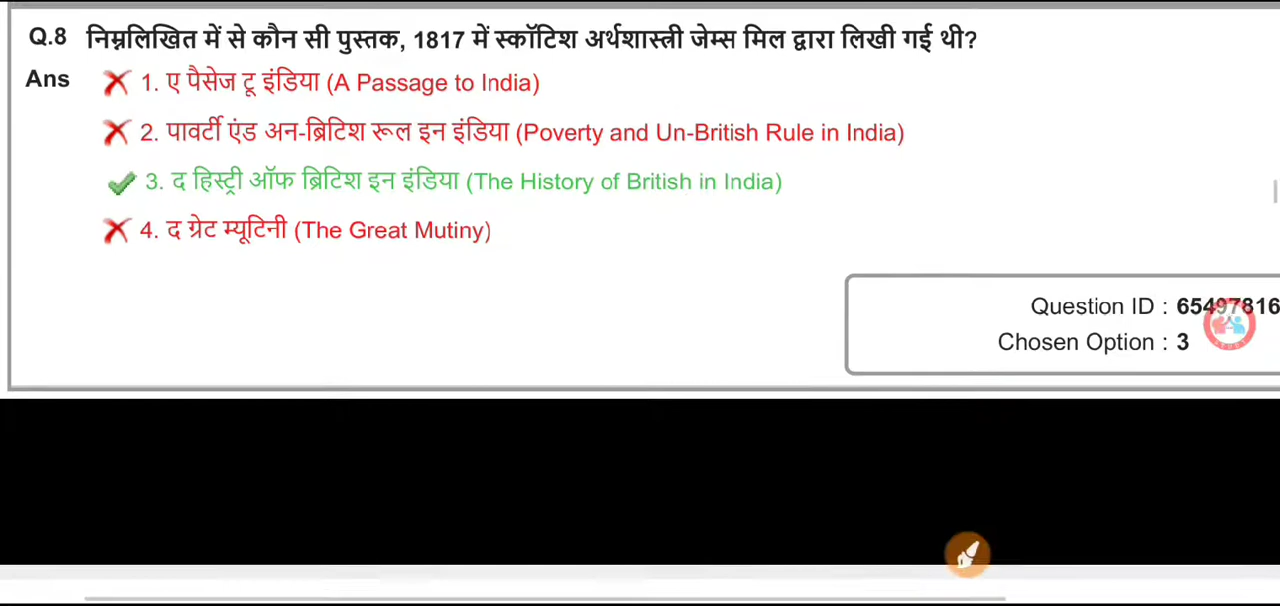 Q.8 निम्नलिखित में से कौन सी पुस्तक, 1817 में स्कॉटिश अर्थशास्त्री जेम्स मिल द्वारा लिखी गई थी?
Ans 1. ए पैसेज टू इंडिया (A Passage to India)
2. पावर्टी एंड अन-ब्रिटिश रूल इन इंडिया (Poverty and Un-British Rule in India)
3. द हिस्ट्री ऑफ ब्रिटिश इन इंडिया (The History of British in India)
4. द ग्रेट म्यूटिनी (The Great Mutiny)
Question ID : 65497816
Chosen Option : 3